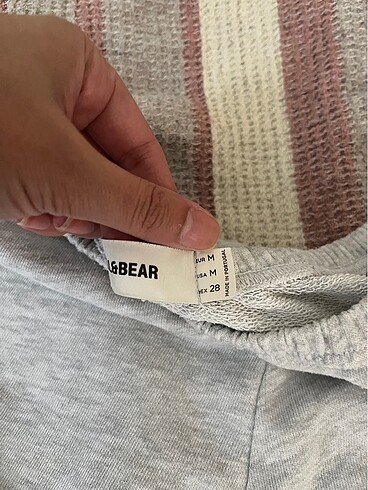 &BEAR
EUR M
USA M
MEX 28
MADE IN PORTUGAL